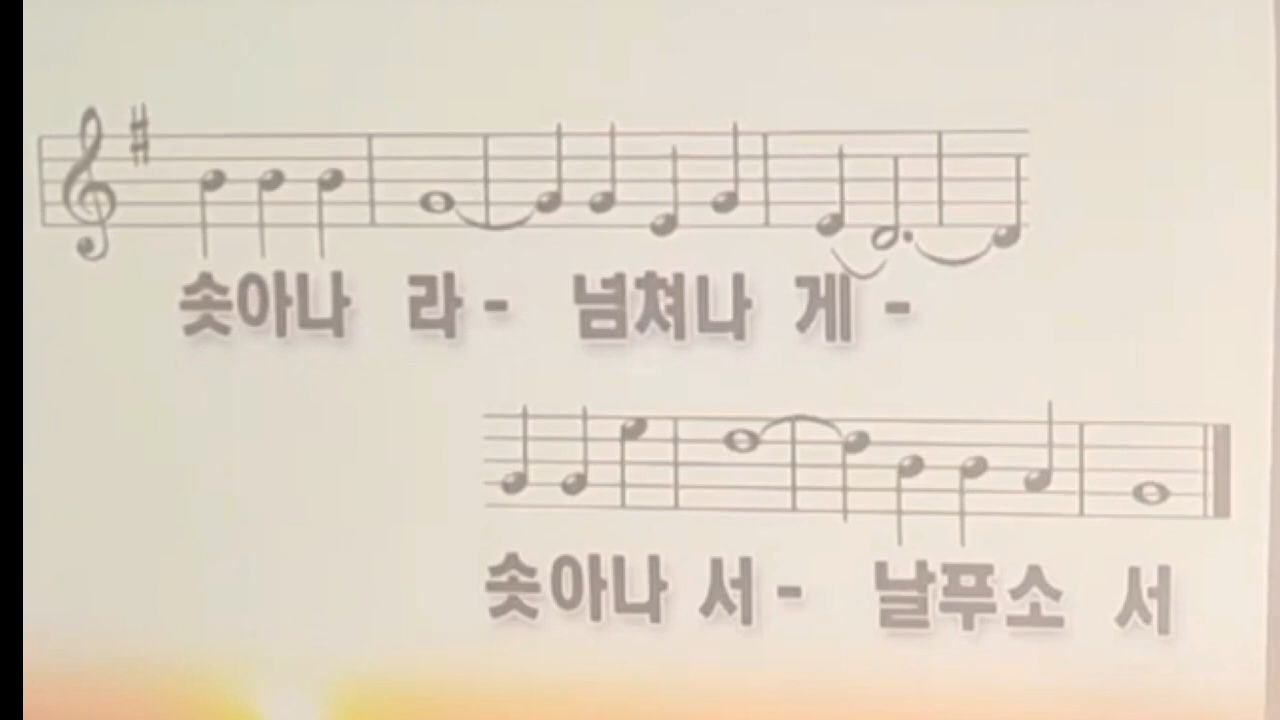 솟아나 라- 넘쳐나 게-
솟아나 서- 날푸소 서